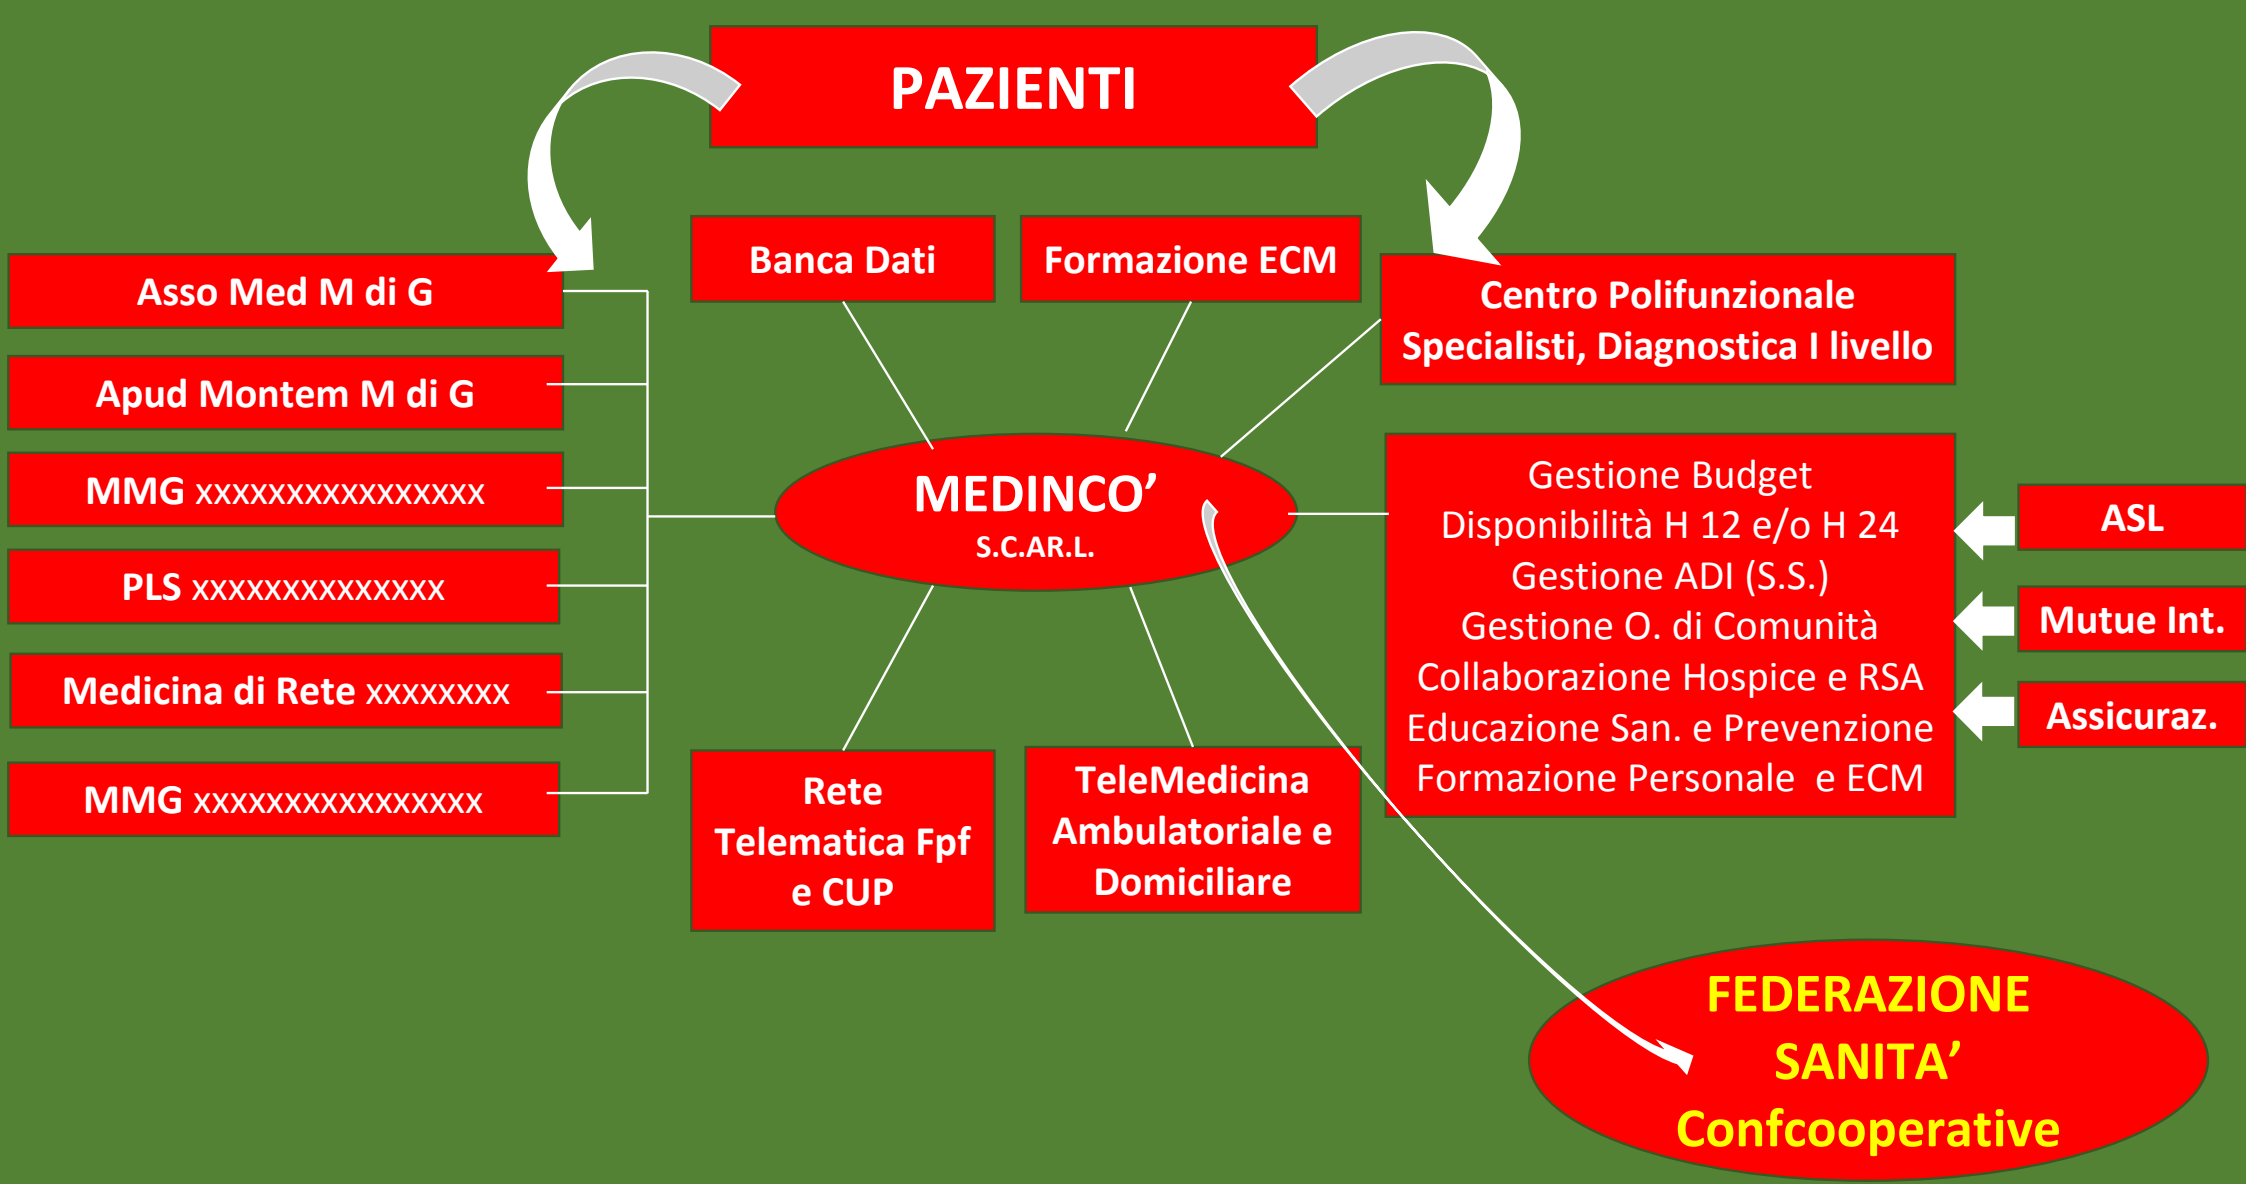 PAZIENTI
Banca Dati
Formazione ECM
Asso Med M di G
Apud Montem M di G
MMG xxxxxxxxxxxxxxxx
PLS xxxxxxxxxxxxxx
Medicina di Rete xxxxxxxx
MMG xxxxxxxxxxxxxxxx
Centro Polifunzionale
Specialisti, Diagnostica I livello
MEDINCO’
S.C.AR.L.
Gestione Budget
Disponibilità H 12 e/o H 24
Gestione ADI (S.S.)
Gestione O. di Comunità
Collaborazione Hospice e RSA
Educazione San. e Prevenzione
Formazione Personale  e ECM
ASL
Mutue Int.
Assicuraz.
Rete
Telematica Fpf
e CUP
TeleMedicina
Ambulatoriale e
Domiciliare
FEDERAZIONE
SANITA’
Confcooperative